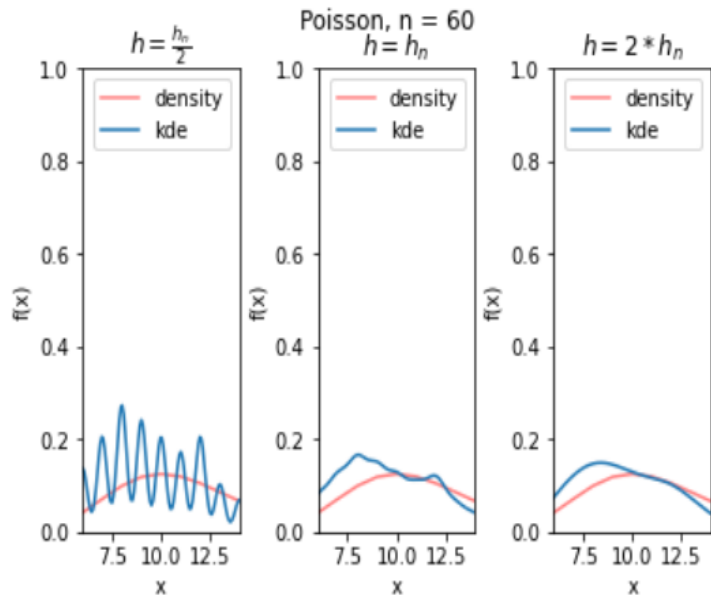 Poisson, n = 60
h = h_n/2
h = h_n
h = 2 * h_n
1.0
0.8
0.6
0.4
0.2
0.0
f(x)
7.5 10.0 12.5
x
density
kde
1.0
0.8
0.6
0.4
0.2
0.0
f(x)
7.5 10.0 12.5
x
density
kde
1.0
0.8
0.6
0.4
0.2
0.0
f(x)
7.5 10.0 12.5
x
density
kde